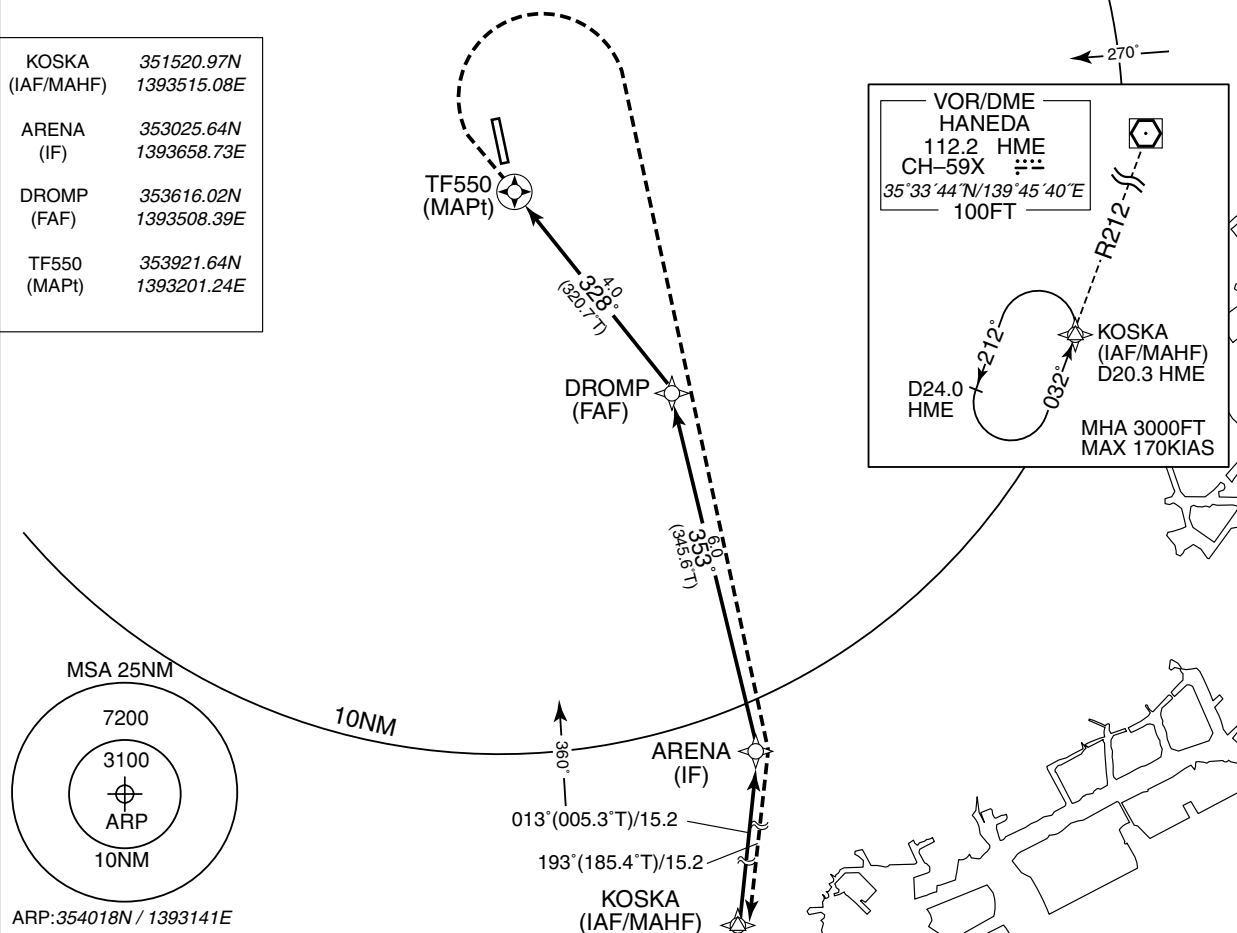 KOSKA 351520.97N
(IAF/MAHF) 1393515.08E
ARENA 353025.64N
(IF) 1393658.73E
DROMP 353616.02N
(FAF) 1393508.39E
TF550 353921.64N
(MAPt) 1393201.24E
270°
VOR/DME
HANEDA
112.2 HME
CH–59X
35°33´44˝N/139°45´40˝E
100FT
R212
212°
032°
KOSKA
(IAF/MAHF)
D20.3 HME
D24.0
HME
MHA 3000FT
MAX 170KIAS
TF550
(MAPt)
4.0
328°
(320.7°T)
DROMP
(FAF)
6.0
353°
(345.6°T)
10NM
360°
ARENA
(IF)
013°(005.3°T)/15.2
193°(185.4°T)/15.2
KOSKA
(IAF/MAHF)
MSA 25NM
7200
3100
ARP
10NM
ARP:354018N / 1393141E